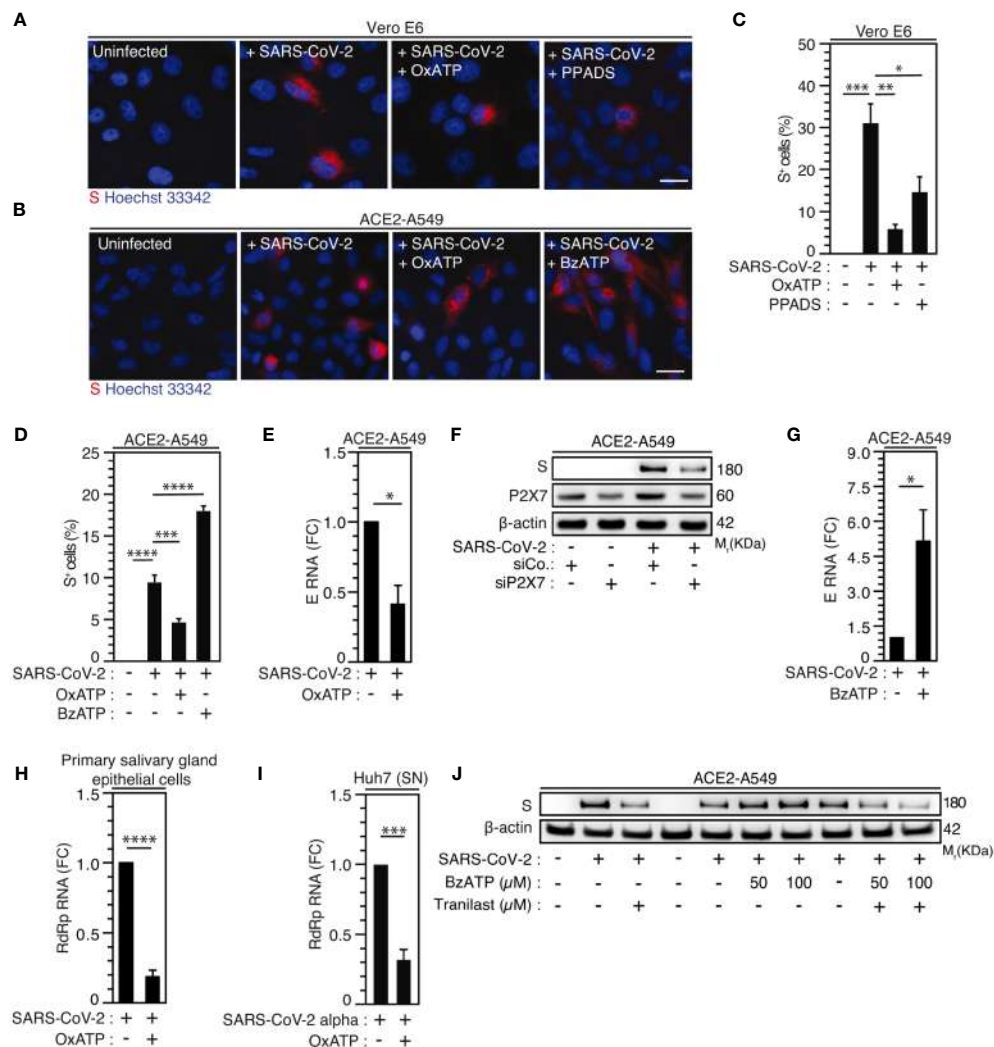 A
Vero E6
Uninfected
+ SARS-CoV-2
+ SARS-CoV-2
+ OxATP
+ SARS-CoV-2
+ PPADS
S Hoechst 33342
B
ACE2-A549
Uninfected
+ SARS-CoV-2
+ SARS-CoV-2
+ OxATP
+ SARS-CoV-2
+ BzATP
S Hoechst 33342
C
Vero E6
S⁺ cells (%)
50
40
30
20
10
0
*
*** **
SARS-CoV-2 : - + + +
OxATP : - - + -
PPADS : - - - +
D
ACE2-A549
S⁺ cells (%)
25
20
15
10
5
0
****
***
****
SARS-CoV-2 : - + + +
OxATP : - - + -
BzATP : - - - +
E
ACE2-A549
E RNA (FC)
1.5
1.0
0.5
0
*
SARS-CoV-2 : + +
OxATP : - +
F
ACE2-A549
S 180
P2X7 60
β-actin 42
Mr(KDa)
SARS-CoV-2 : - - + +
siCo. : + - + -
siP2X7 : - + - +
G
ACE2-A549
E RNA (FC)
9.0
7.5
6.0
4.5
3.0
1.5
0
*
SARS-CoV-2 : + +
BzATP : - +
H
Primary salivary gland
epithelial cells
RdRp RNA (FC)
1.5
1.0
0.5
0
****
SARS-CoV-2 : + +
OxATP : - +
I
Huh7 (SN)
RdRp RNA (FC)
1.5
1.0
0.5
0
***
SARS-CoV-2 alpha : + +
OxATP : - +
J
ACE2-A549
S 180
β-actin 42
Mr(KDa)
SARS-CoV-2 : - + + - + + + + + +
BzATP (µM) : - - - - - 50 100 - 50 100
Tranilast (µM) : - - + - - - - - + +